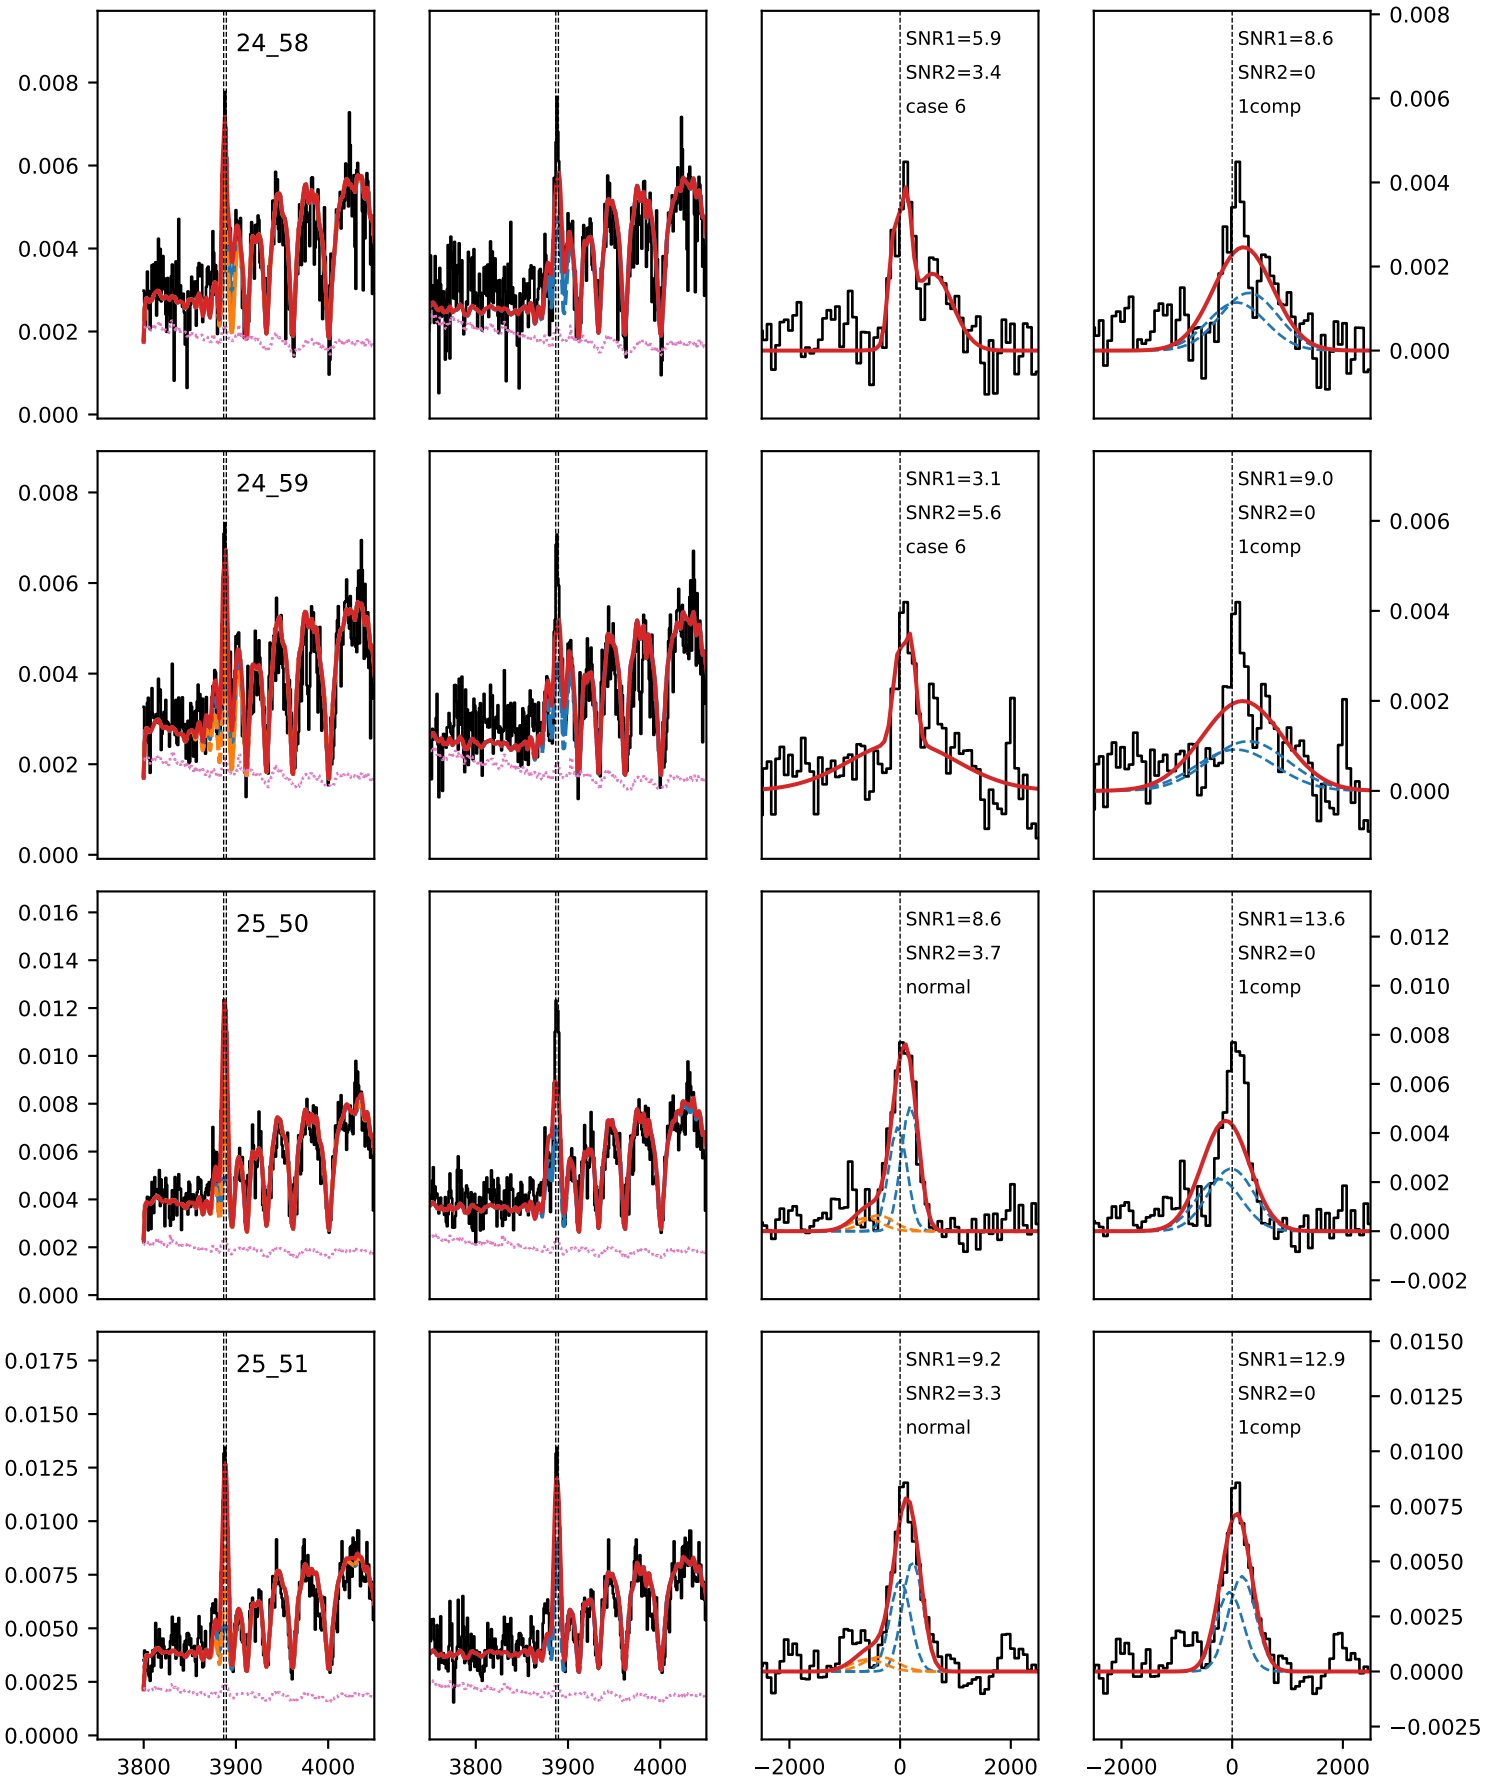 24_58
SNR1=5.9
SNR2=3.4
case 6
SNR1=8.6
SNR2=0
1comp
0.008
0.006
0.004
0.002
0.000
0.008
0.006
0.004
0.002
0.000
24_59
SNR1=3.1
SNR2=5.6
case 6
SNR1=9.0
SNR2=0
1comp
0.008
0.006
0.004
0.002
0.000
0.006
0.004
0.002
0.000
25_50
SNR1=8.6
SNR2=3.7
normal
SNR1=13.6
SNR2=0
1comp
0.016
0.014
0.012
0.010
0.008
0.006
0.004
0.002
0.000
0.012
0.010
0.008
0.006
0.004
0.002
0.000
−0.002
25_51
SNR1=9.2
SNR2=3.3
normal
SNR1=12.9
SNR2=0
1comp
0.0175
0.0150
0.0125
0.0100
0.0075
0.0050
0.0025
0.0000
0.0150
0.0125
0.0100
0.0075
0.0050
0.0025
0.0000
−0.0025
3800 3900 4000
3800 3900 4000
−2000 0 2000
−2000 0 2000